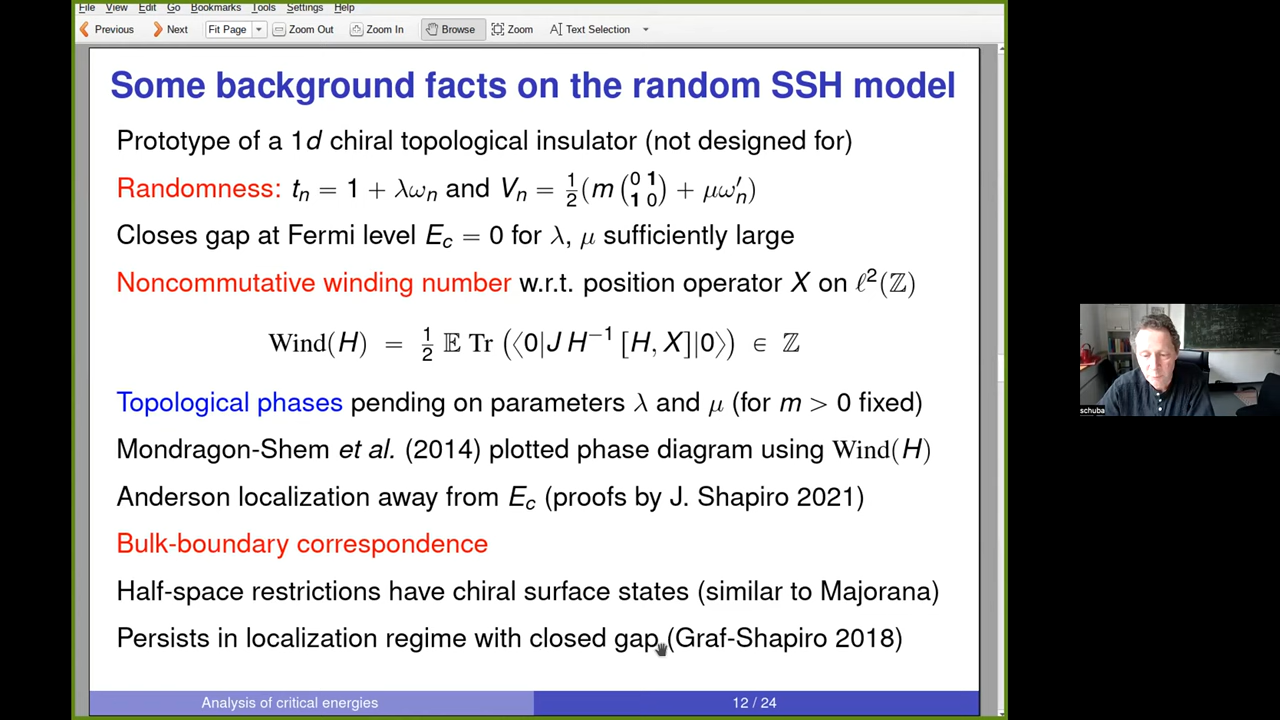 File Edit View Go Bookmarks Tools Settings Help
Previous Next Fit Page Zoom Out Zoom In Browse Zoom Text Selection
Some background facts on the random SSH model
Prototype of a 1d chiral topological insulator (not designed for)
Randomness: tₙ = 1 + λωₙ and Vₙ = ½(m (0 1; 1 0) + μω′ₙ)
Closes gap at Fermi level E_c = 0 for λ, μ sufficiently large
Noncommutative winding number w.r.t. position operator X on ℓ²(ℤ)
Wind(H) = ½ 𝔼 Tr (⟨0|J H⁻¹ [H, X]|0⟩) ∈ ℤ
Topological phases pending on parameters λ and μ (for m > 0 fixed)
Mondragon-Shem et al. (2014) plotted phase diagram using Wind(H)
Anderson localization away from E_c (proofs by J. Shapiro 2021)
Bulk-boundary correspondence
Half-space restrictions have chiral surface states (similar to Majorana)
Persists in localization regime with closed gap (Graf-Shapiro 2018)
Analysis of critical energies 12 / 24
schuba